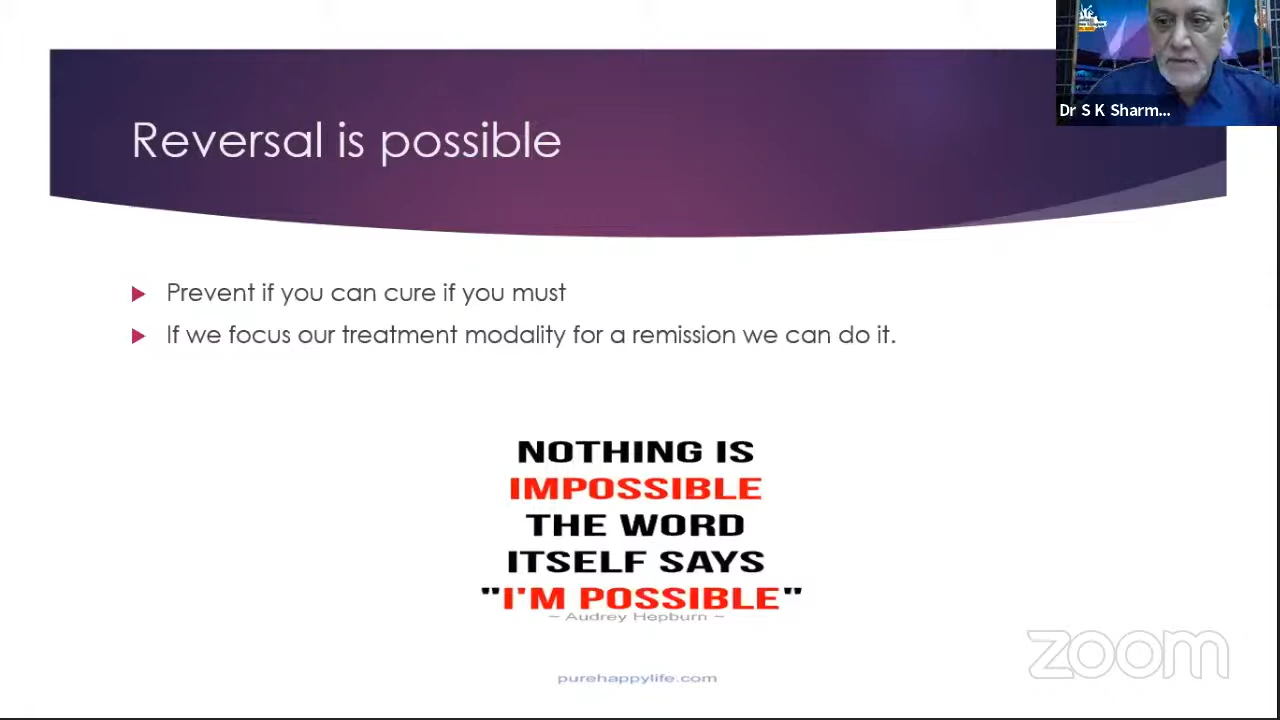 Dr S K Sharm...
Reversal is possible
Prevent if you can cure if you must
If we focus our treatment modality for a remission we can do it.
NOTHING IS
IMPOSSIBLE
THE WORD
ITSELF SAYS
"I'M POSSIBLE"
~ Audrey Hepburn ~
purehappylife.com
zoom